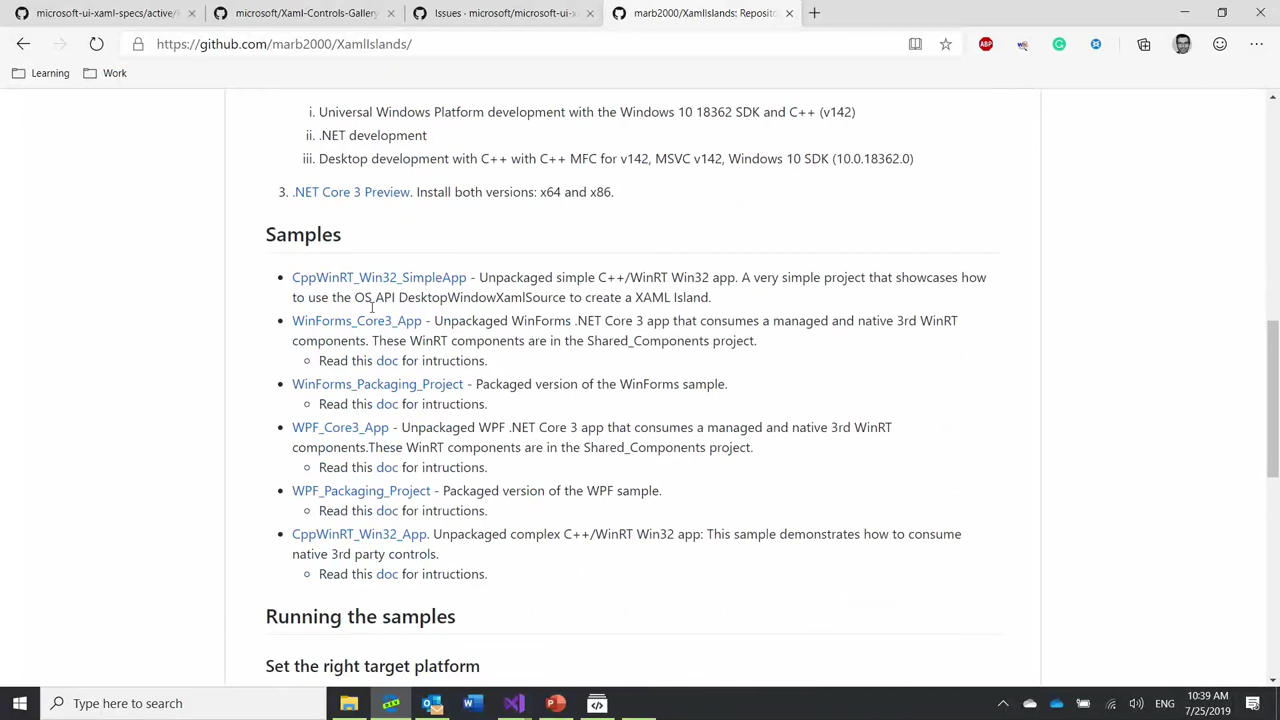 microsoft-ui-xaml-specs/active/
microsoft/Xaml-Controls-Gallery
Issues · microsoft/microsoft-ui-x
marb2000/XamlIslands: Reposito
https://github.com/marb2000/XamlIslands/
ABP
Learning
Work
i. Universal Windows Platform development with the Windows 10 18362 SDK and C++ (v142)
ii. .NET development
iii. Desktop development with C++ with C++ MFC for v142, MSVC v142, Windows 10 SDK (10.0.18362.0)
3. .NET Core 3 Preview. Install both versions: x64 and x86.
Samples
CppWinRT_Win32_SimpleApp - Unpackaged simple C++/WinRT Win32 app. A very simple project that showcases how
to use the OS API DesktopWindowXamlSource to create a XAML Island.
WinForms_Core3_App - Unpackaged WinForms .NET Core 3 app that consumes a managed and native 3rd WinRT
components. These WinRT components are in the Shared_Components project.
Read this doc for intructions.
WinForms_Packaging_Project - Packaged version of the WinForms sample.
Read this doc for intructions.
WPF_Core3_App - Unpackaged WPF .NET Core 3 app that consumes a managed and native 3rd WinRT
components.These WinRT components are in the Shared_Components project.
Read this doc for intructions.
WPF_Packaging_Project - Packaged version of the WPF sample.
Read this doc for intructions.
CppWinRT_Win32_App. Unpackaged complex C++/WinRT Win32 app: This sample demonstrates how to consume
native 3rd party controls.
Read this doc for intructions.
Running the samples
Set the right target platform
Type here to search
ENG
10:39 AM
7/25/2019